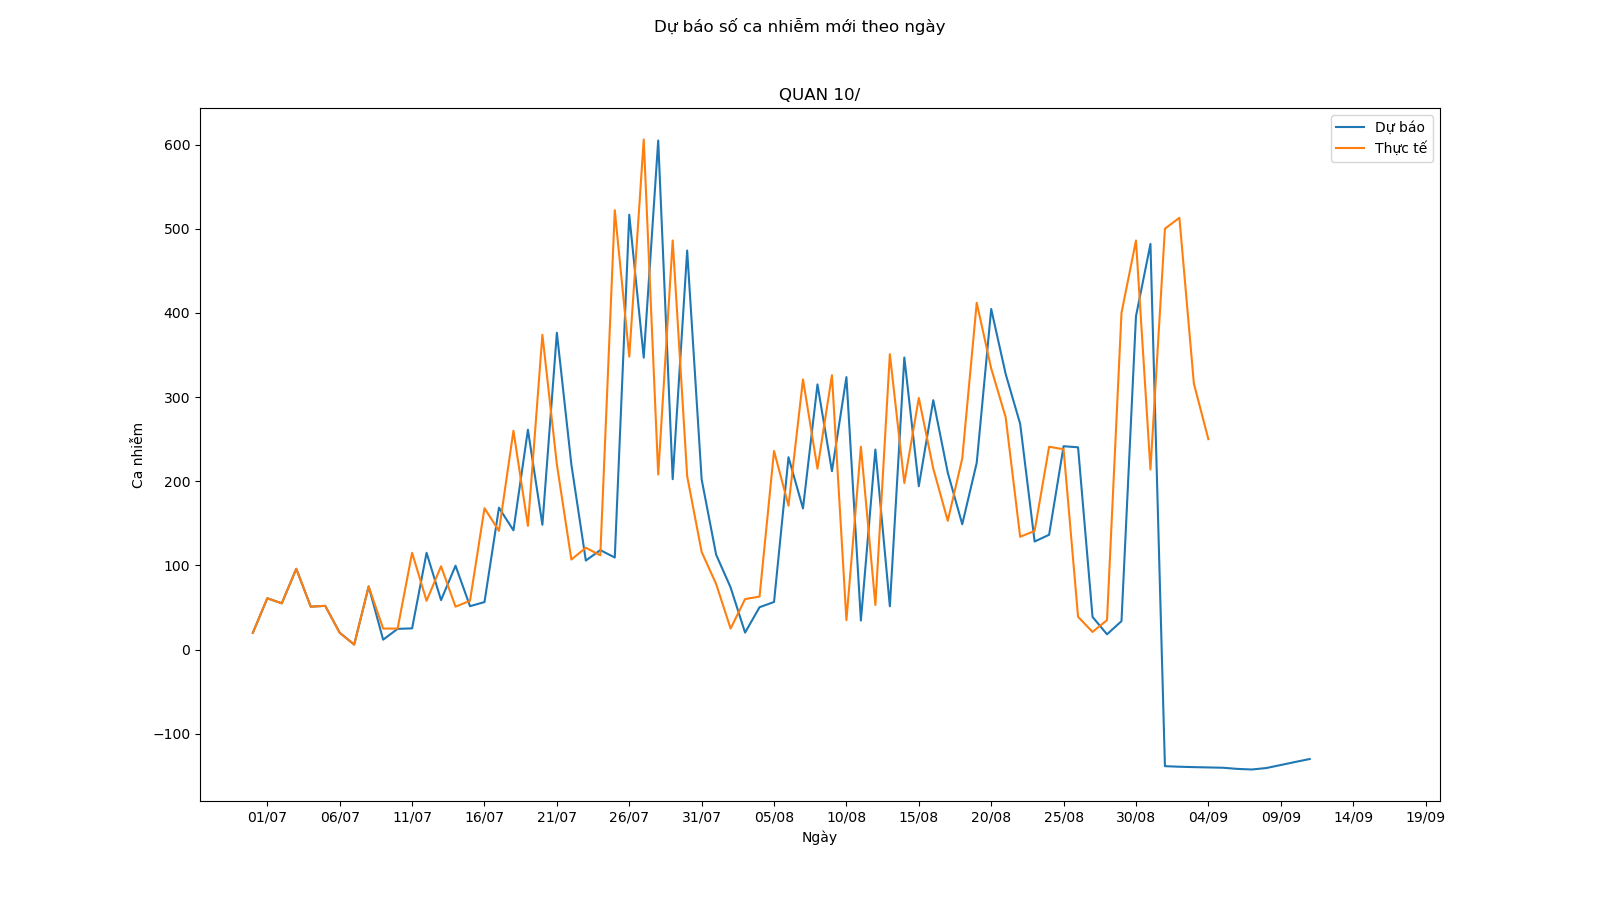 Dự báo số ca nhiễm mới theo ngày
QUAN 10/
Dự báo
Thực tế
600
500
400
300
200
100
0
−100
Ca nhiễm
01/07 06/07 11/07 16/07 21/07 26/07 31/07 05/08 10/08 15/08 20/08 25/08 30/08 04/09 09/09 14/09 19/09
Ngày